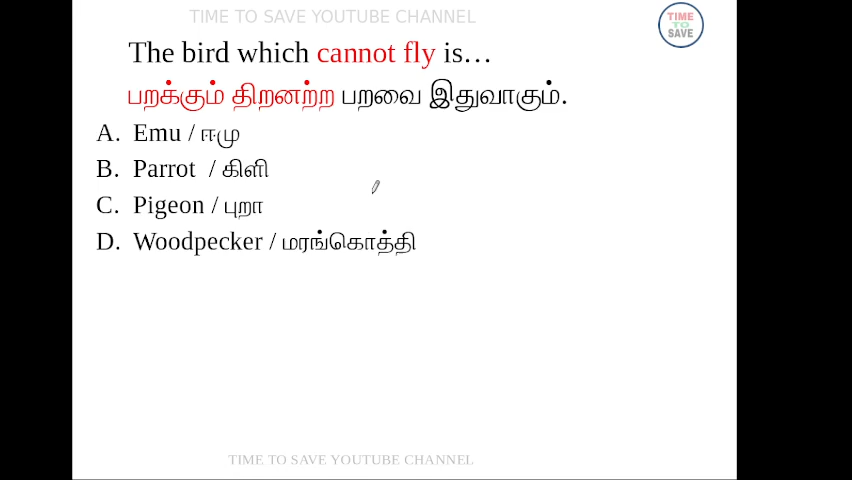 TIME TO SAVE YOUTUBE CHANNEL
TIME
TO
SAVE
The bird which cannot fly is…
பறக்கும் திறனற்ற பறவை இதுவாகும்.
A. Emu / ஈமு
B. Parrot / கிளி
C. Pigeon / புறா
D. Woodpecker / மரங்கொத்தி
TIME TO SAVE YOUTUBE CHANNEL